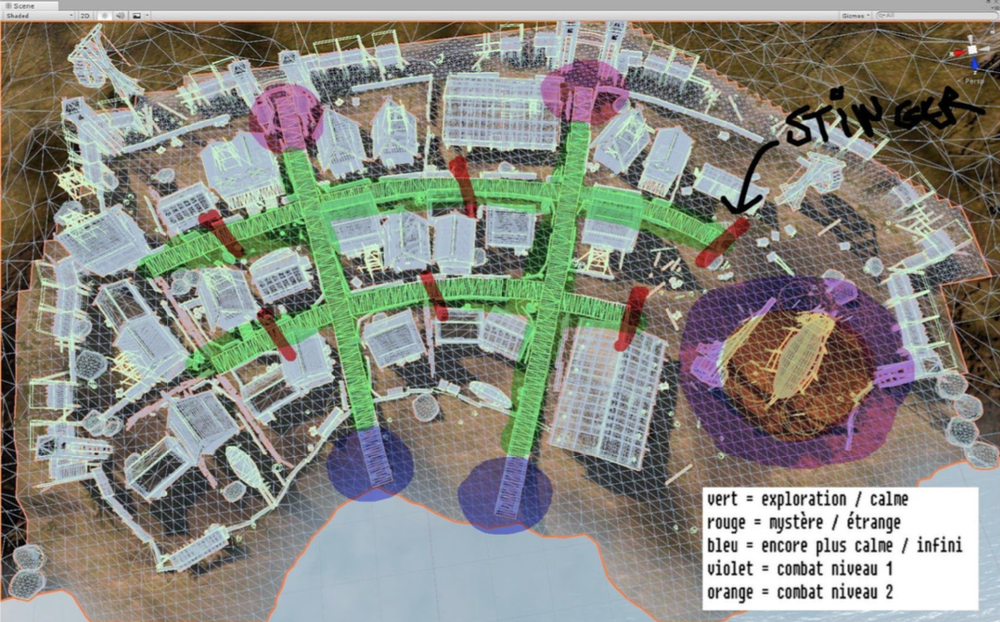 Scene
Shaded
2D
Gizmos
All
Persp
STiNGER
vert = exploration / calme
rouge = mystère / étrange
bleu = encore plus calme / infini
violet = combat niveau 1
orange = combat niveau 2